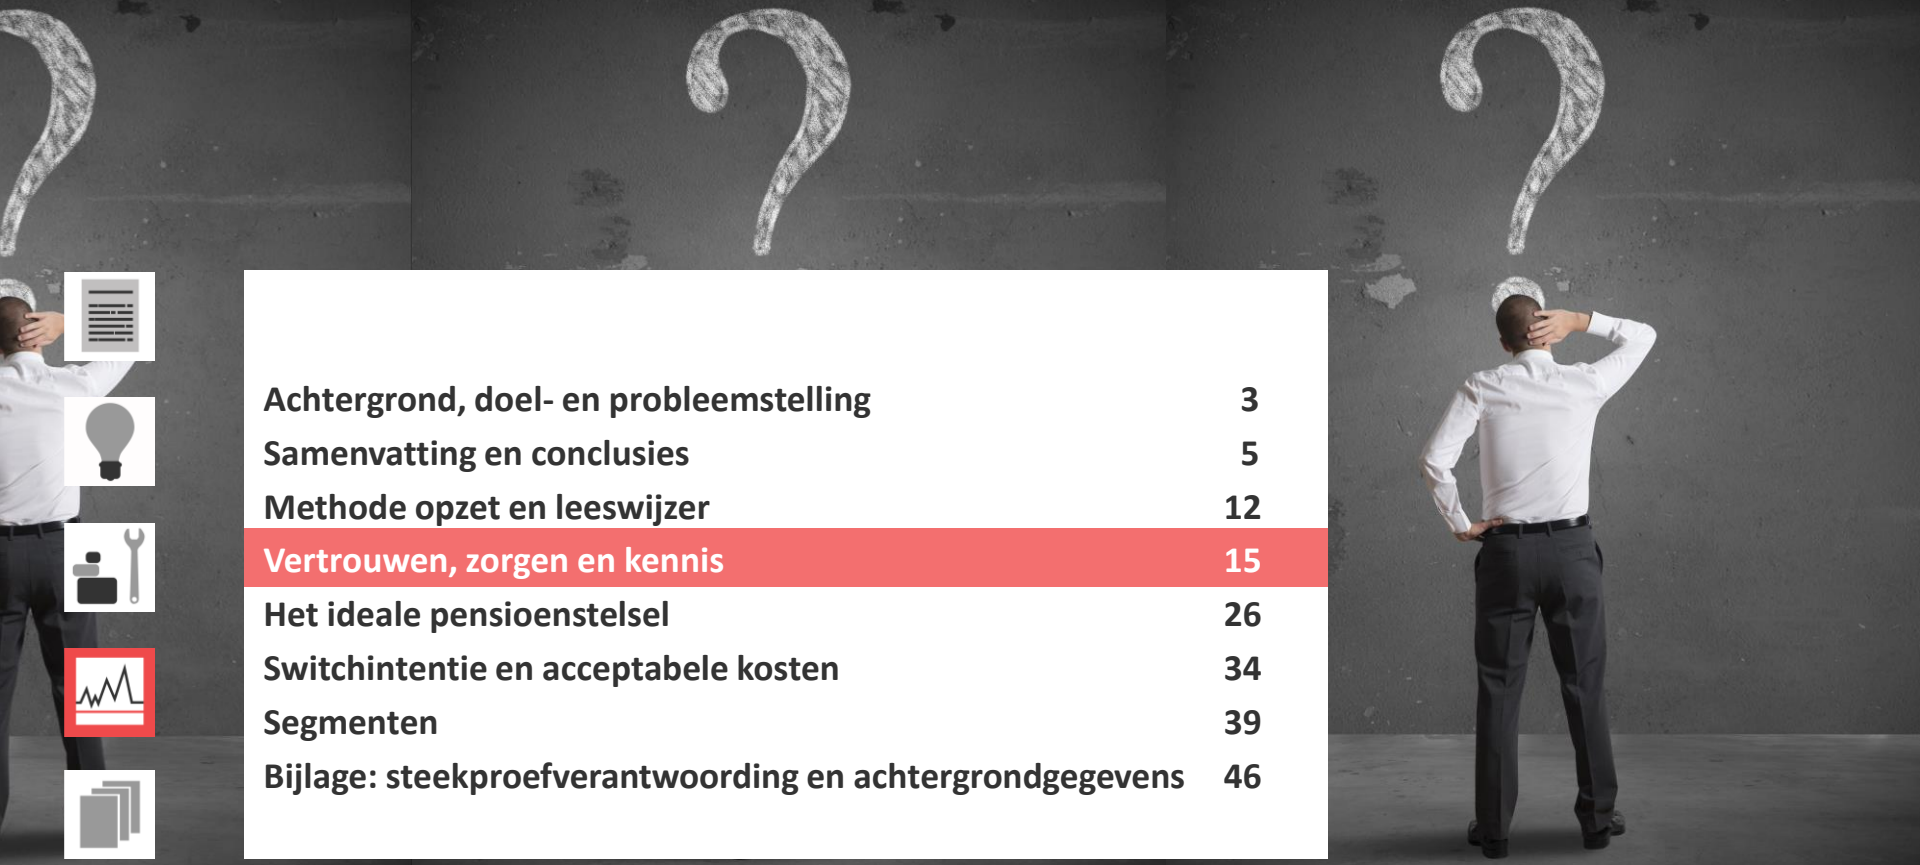 Achtergrond, doel- en probleemstelling 3
Samenvatting en conclusies 5
Methode opzet en leeswijzer 12
Vertrouwen, zorgen en kennis 15
Het ideale pensioenstelsel 26
Switchintentie en acceptabele kosten 34
Segmenten 39
Bijlage: steekproefverantwoording en achtergrondgegevens 46